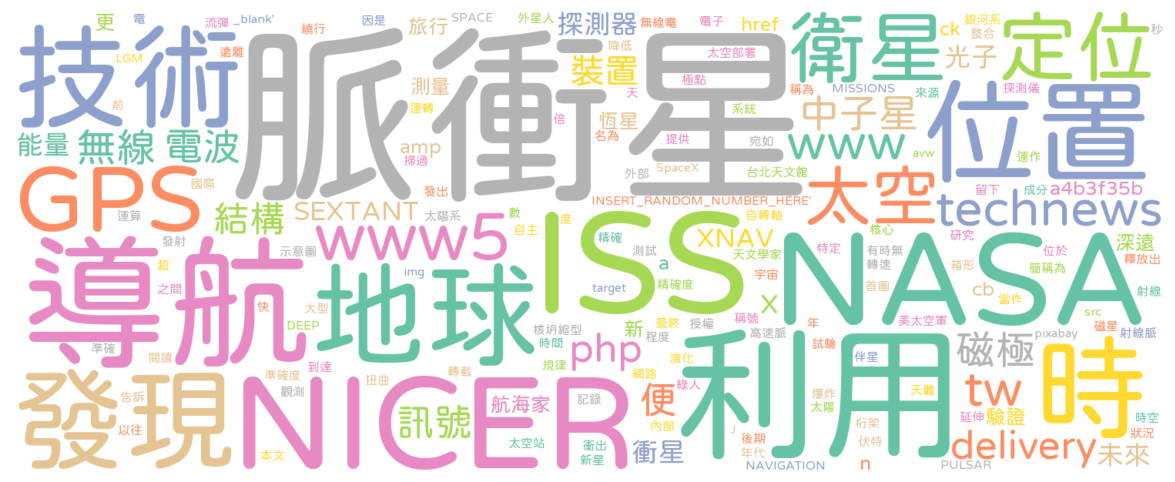 流彈 _blank' 因是 SPACE 外星人 無線電 電子 href 銀河系
更 電 繞行 旅行 探測器 ck 整合 秒
技術 脈衝星 衛星 定位
LGM 遠離 降低 太空部署 光子
測量 裝置 極點 稱為 MISSIONS 來源 探測儀
前 運轉 天 系統 中子星 位置
能量 無線 電波 amp 恆星 倍 名為 提供 宛如 www avw 運作
掃過 外部 SpaceX 台北天文館
GPS 國際 發出 太空 留下 成分 a4b3f35b
運算 結構 SEXTANT 太陽系 數 度 INSERT_RANDOM_NUMBER_HERE' 自轉軸 technews
發射 示意圖 www5 自主 ISS 精確 測試 XNAV 天文學家 特定 核心 有時無 研究 位於 深遠
導航 超 之間 地球 img a 精確度 宇宙 NASA 轉速 箱形 簡稱為 釋放出
target x 首圖 cb 當作 射線
快 大型 DEEP 核坍縮型 新 最終 授權 稱號 年 美太空軍 src 磁星
準確 時間 程度 高速脈 試驗 pixabay 射線脈
閱讀 到達 規律 php 網路 演化 伴星 磁極 時
發現 告訴 準確度 扭曲 轉載 綠人 利用 爆炸 天鵝 tw
觀測 NICER 航海家 記錄 便 太陽 延伸 驗證 時空
以往 訊號 內部 J 桁架 狀況
本文 太空站 衝出 衝星 後期 伏特 delivery 未來
新星 年代 NAVIGATION n PULSAR